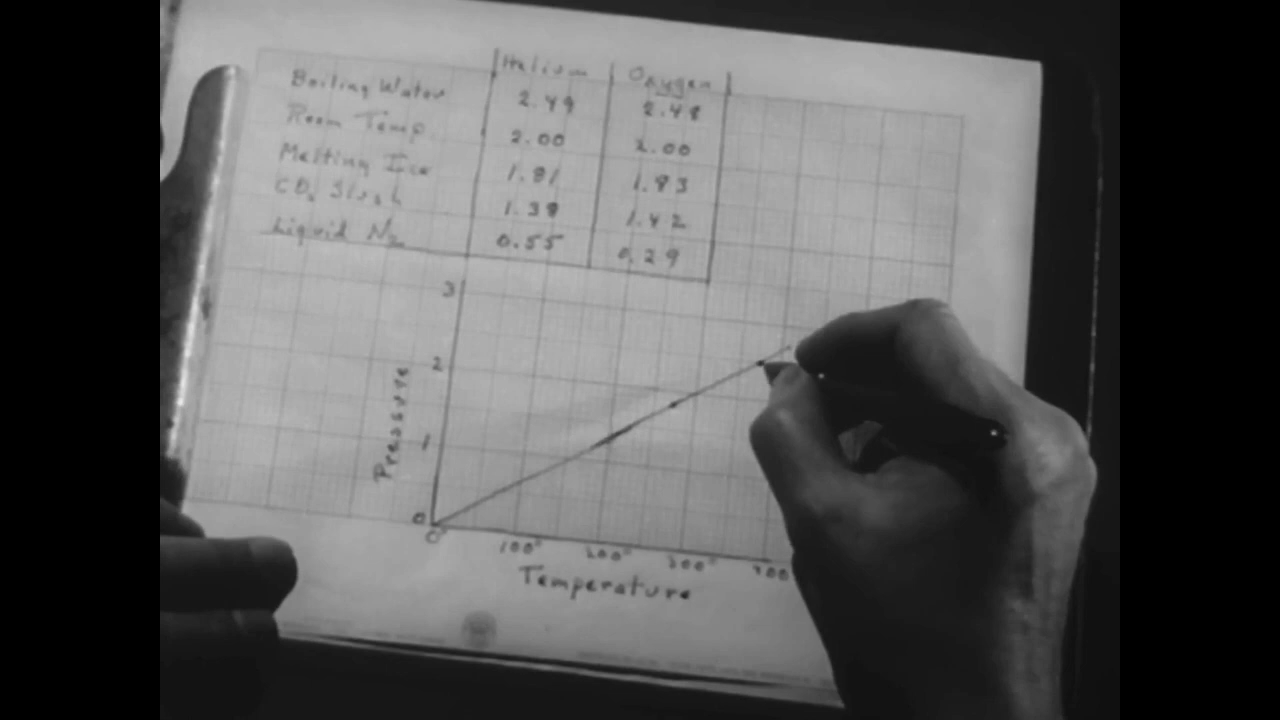 Helium Oxygen
Boiling Water 2.49 2.48
Room Temp. 2.00 2.00
Melting Ice 1.81 1.83
CO₂ Slush 1.38 1.42
Liquid N₂ 0.55 0.29
3
2
1
0
Pressure
0° 100° 200° 300° 400
Temperature